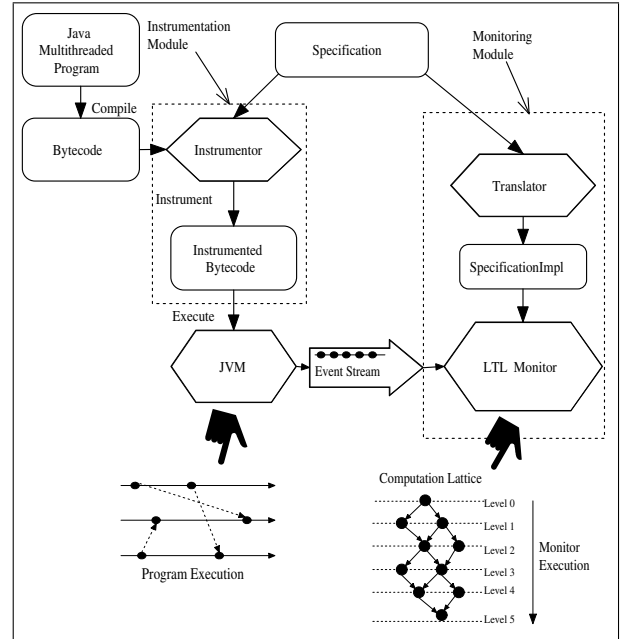 Java
Multithreaded
Program
Instrumentation
Module
Specification
Monitoring
Module
Compile
Bytecode
Instrumentor
Translator
Instrument
Instrumented
Bytecode
SpecificationImpl
Execute
JVM
Event Stream
LTL Monitor
Computation Lattice
Level 0
Level 1
Level 2
Level 3
Level 4
Level 5
Monitor
Execution
Program Execution